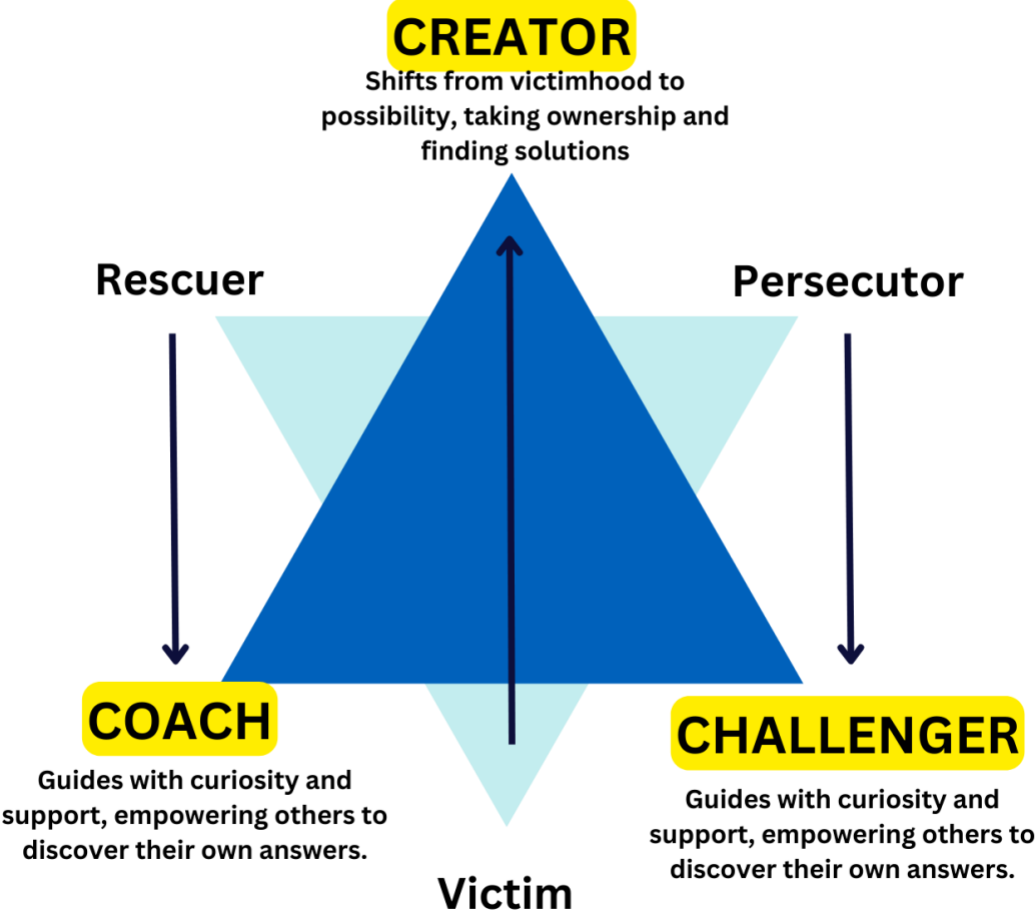 CREATOR
Shifts from victimhood to
possibility, taking ownership and
finding solutions
Rescuer
Persecutor
COACH
Guides with curiosity and
support, empowering others to
discover their own answers.
CHALLENGER
Guides with curiosity and
support, empowering others to
discover their own answers.
Victim